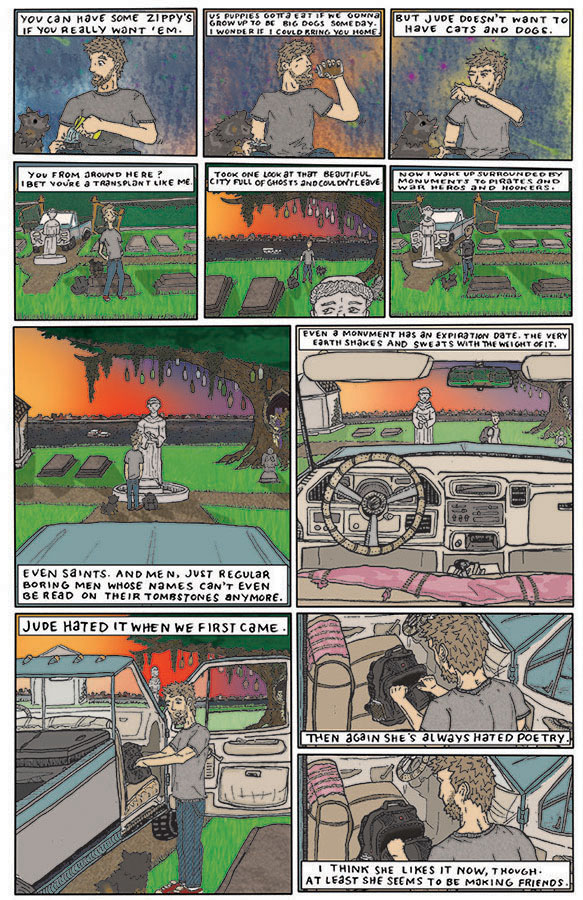 YOU CAN HAVE SOME ZIPPY'S
IF YOU REALLY WANT 'EM.
US PUPPIES GOTTA EAT IF WE GONNA
GROW UP TO BE BIG DOGS SOMEDAY.
I WONDER IF I COULD BRING YOU HOME
BUT JUDE DOESN'T WANT TO
HAVE CATS AND DOGS.
YOU FROM AROUND HERE?
I BET YOU'RE A TRANSPLANT LIKE ME.
TOOK ONE LOOK AT THAT BEAUTIFUL
CITY FULL OF GHOSTS AND COULDN'T LEAVE.
NOW I WAKE UP SURROUNDED BY
MONUMENTS TO PIRATES AND
WAR HEROS AND HOOKERS.
EVEN SAINTS. AND MEN, JUST REGULAR
BORING MEN WHOSE NAMES CAN'T EVEN
BE READ ON THEIR TOMBSTONES ANYMORE.
EVEN A MONUMENT HAS AN EXPIRATION DATE. THE VERY
EARTH SHAKES AND SWEATS WITH THE WEIGHT OF IT.
JUDE HATED IT WHEN WE FIRST CAME.
THEN AGAIN SHE'S ALWAYS HATED POETRY.
I THINK SHE LIKES IT NOW, THOUGH.
AT LEAST SHE SEEMS TO BE MAKING FRIENDS.